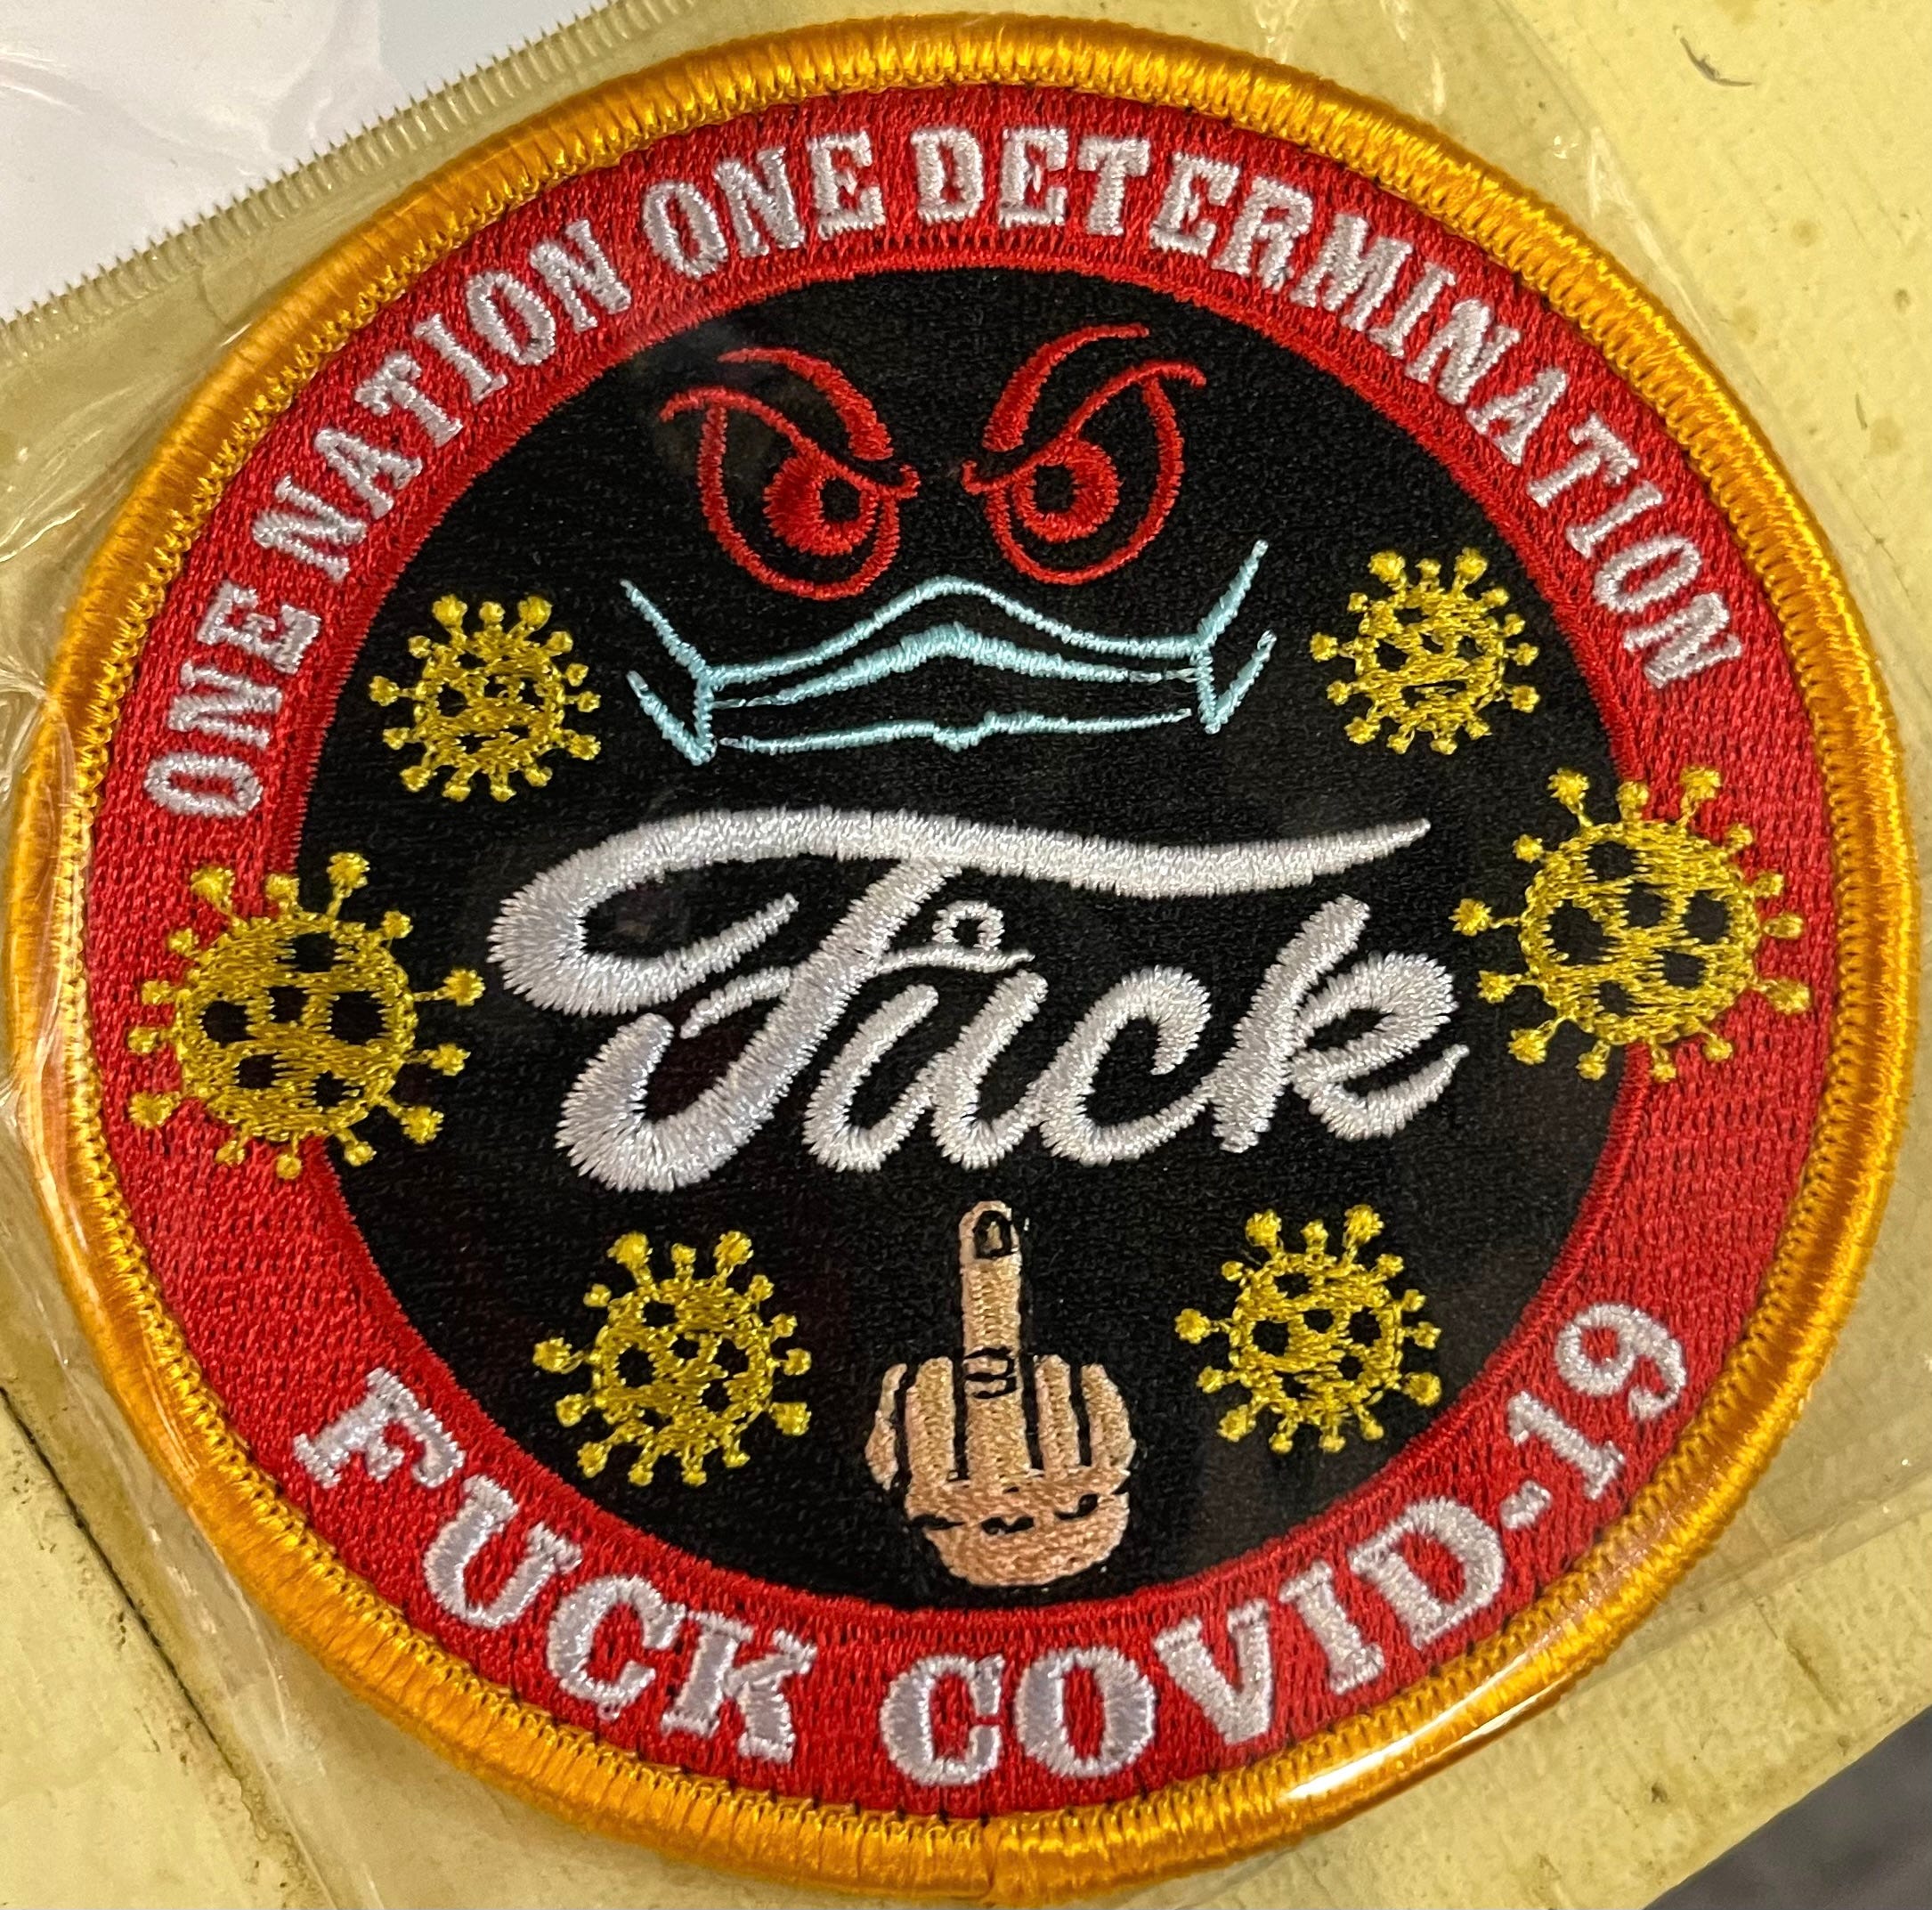 ONE NATION ONE DETERMINATION
Fuck
FUCK COVID-19